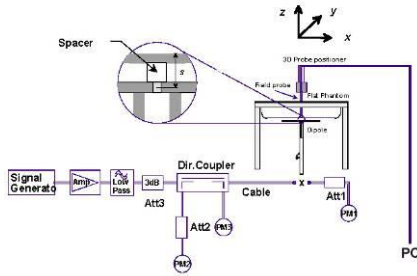 z
y
x
Spacer
s
3D Probe positioner
Field probe
Flat Phantom
Dipole
Dir.Coupler
Signal
Generato
Amp
Low
Pass
3dB
Cable
x
Att3
Att1
Att2
PM3
PM1
PM2
PC